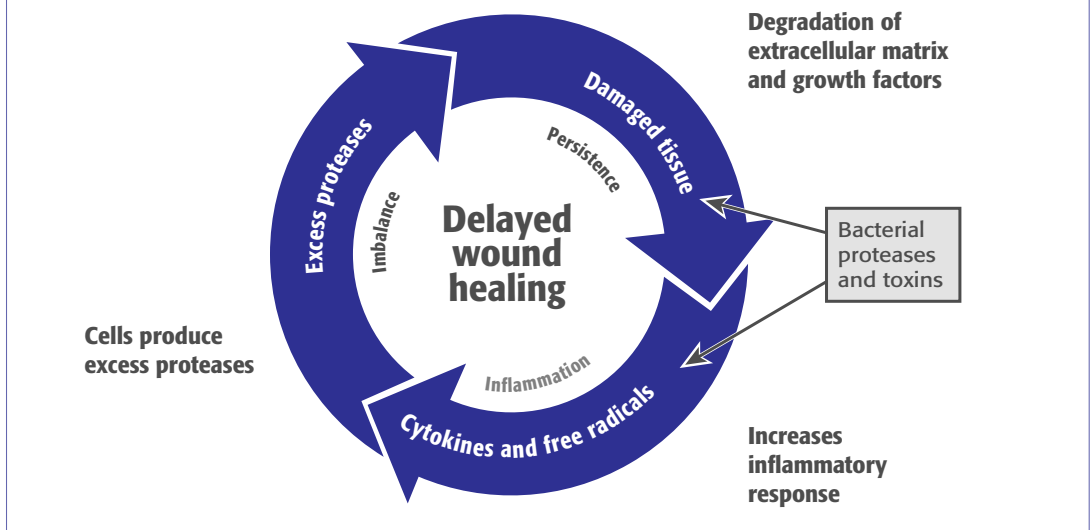 Degradation of
extracellular matrix
and growth factors
Damaged tissue
Persistence
Excess proteases
Imbalance
Delayed
wound
healing
Bacterial
proteases
and toxins
Cells produce
excess proteases
Inflammation
Cytokines and free radicals
Increases
inflammatory
response